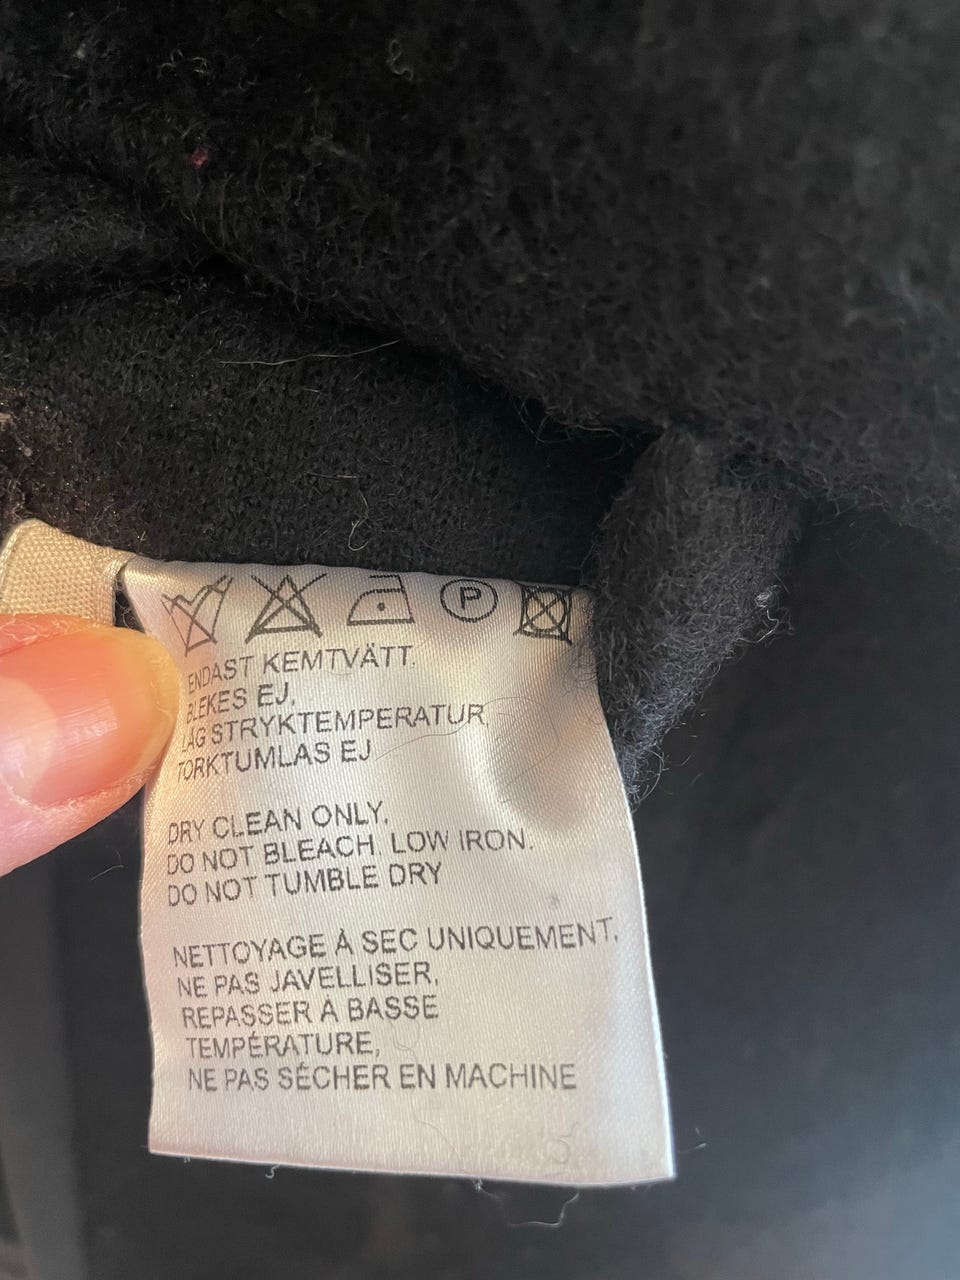 P
ENDAST KEMTVÄTT.
BLEKES EJ.
LÅG STRYKTEMPERATUR
TORKTUMLAS EJ
DRY CLEAN ONLY,
DO NOT BLEACH. LOW IRON.
DO NOT TUMBLE DRY
NETTOYAGE À SEC UNIQUEMENT,
NE PAS JAVELLISER,
REPASSER A BASSE
TEMPÉRATURE,
NE PAS SÉCHER EN MACHINE